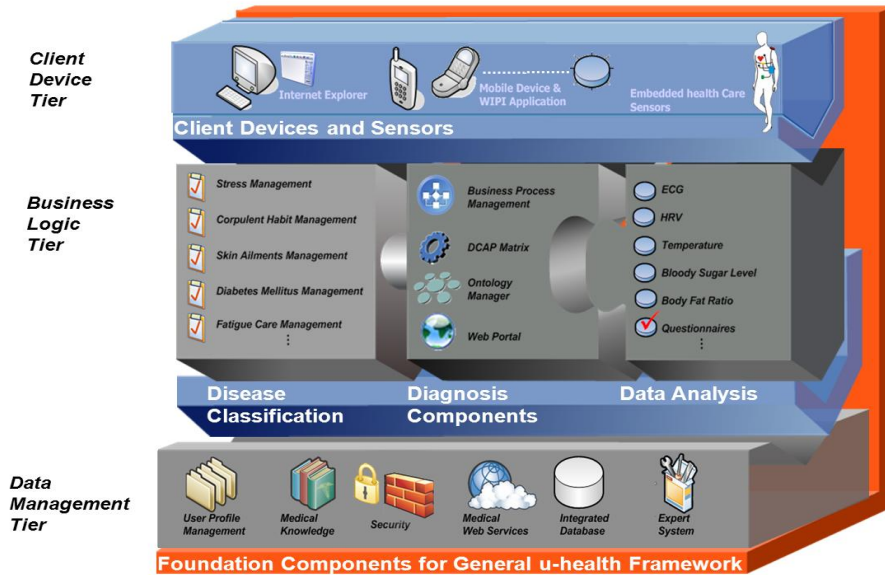 Client
Device
Tier
Internet Explorer
Mobile Device &
WIPI Application
Embedded health Care
Sensors
Client Devices and Sensors
Business
Logic
Tier
Stress Management
Corpulent Habit Management
Skin Ailments Management
Diabetes Mellitus Management
Fatigue Care Management
⋮
Business Process
Management
DCAP Matrix
Ontology
Manager
Web Portal
ECG
HRV
Temperature
Bloody Sugar Level
Body Fat Ratio
Questionnaires
⋮
Disease
Classification
Diagnosis
Components
Data Analysis
Data
Management
Tier
User Profile
Management
Medical
Knowledge
Security
Medical
Web Services
Integrated
Database
Expert
System
Foundation Components for General u-health Framework